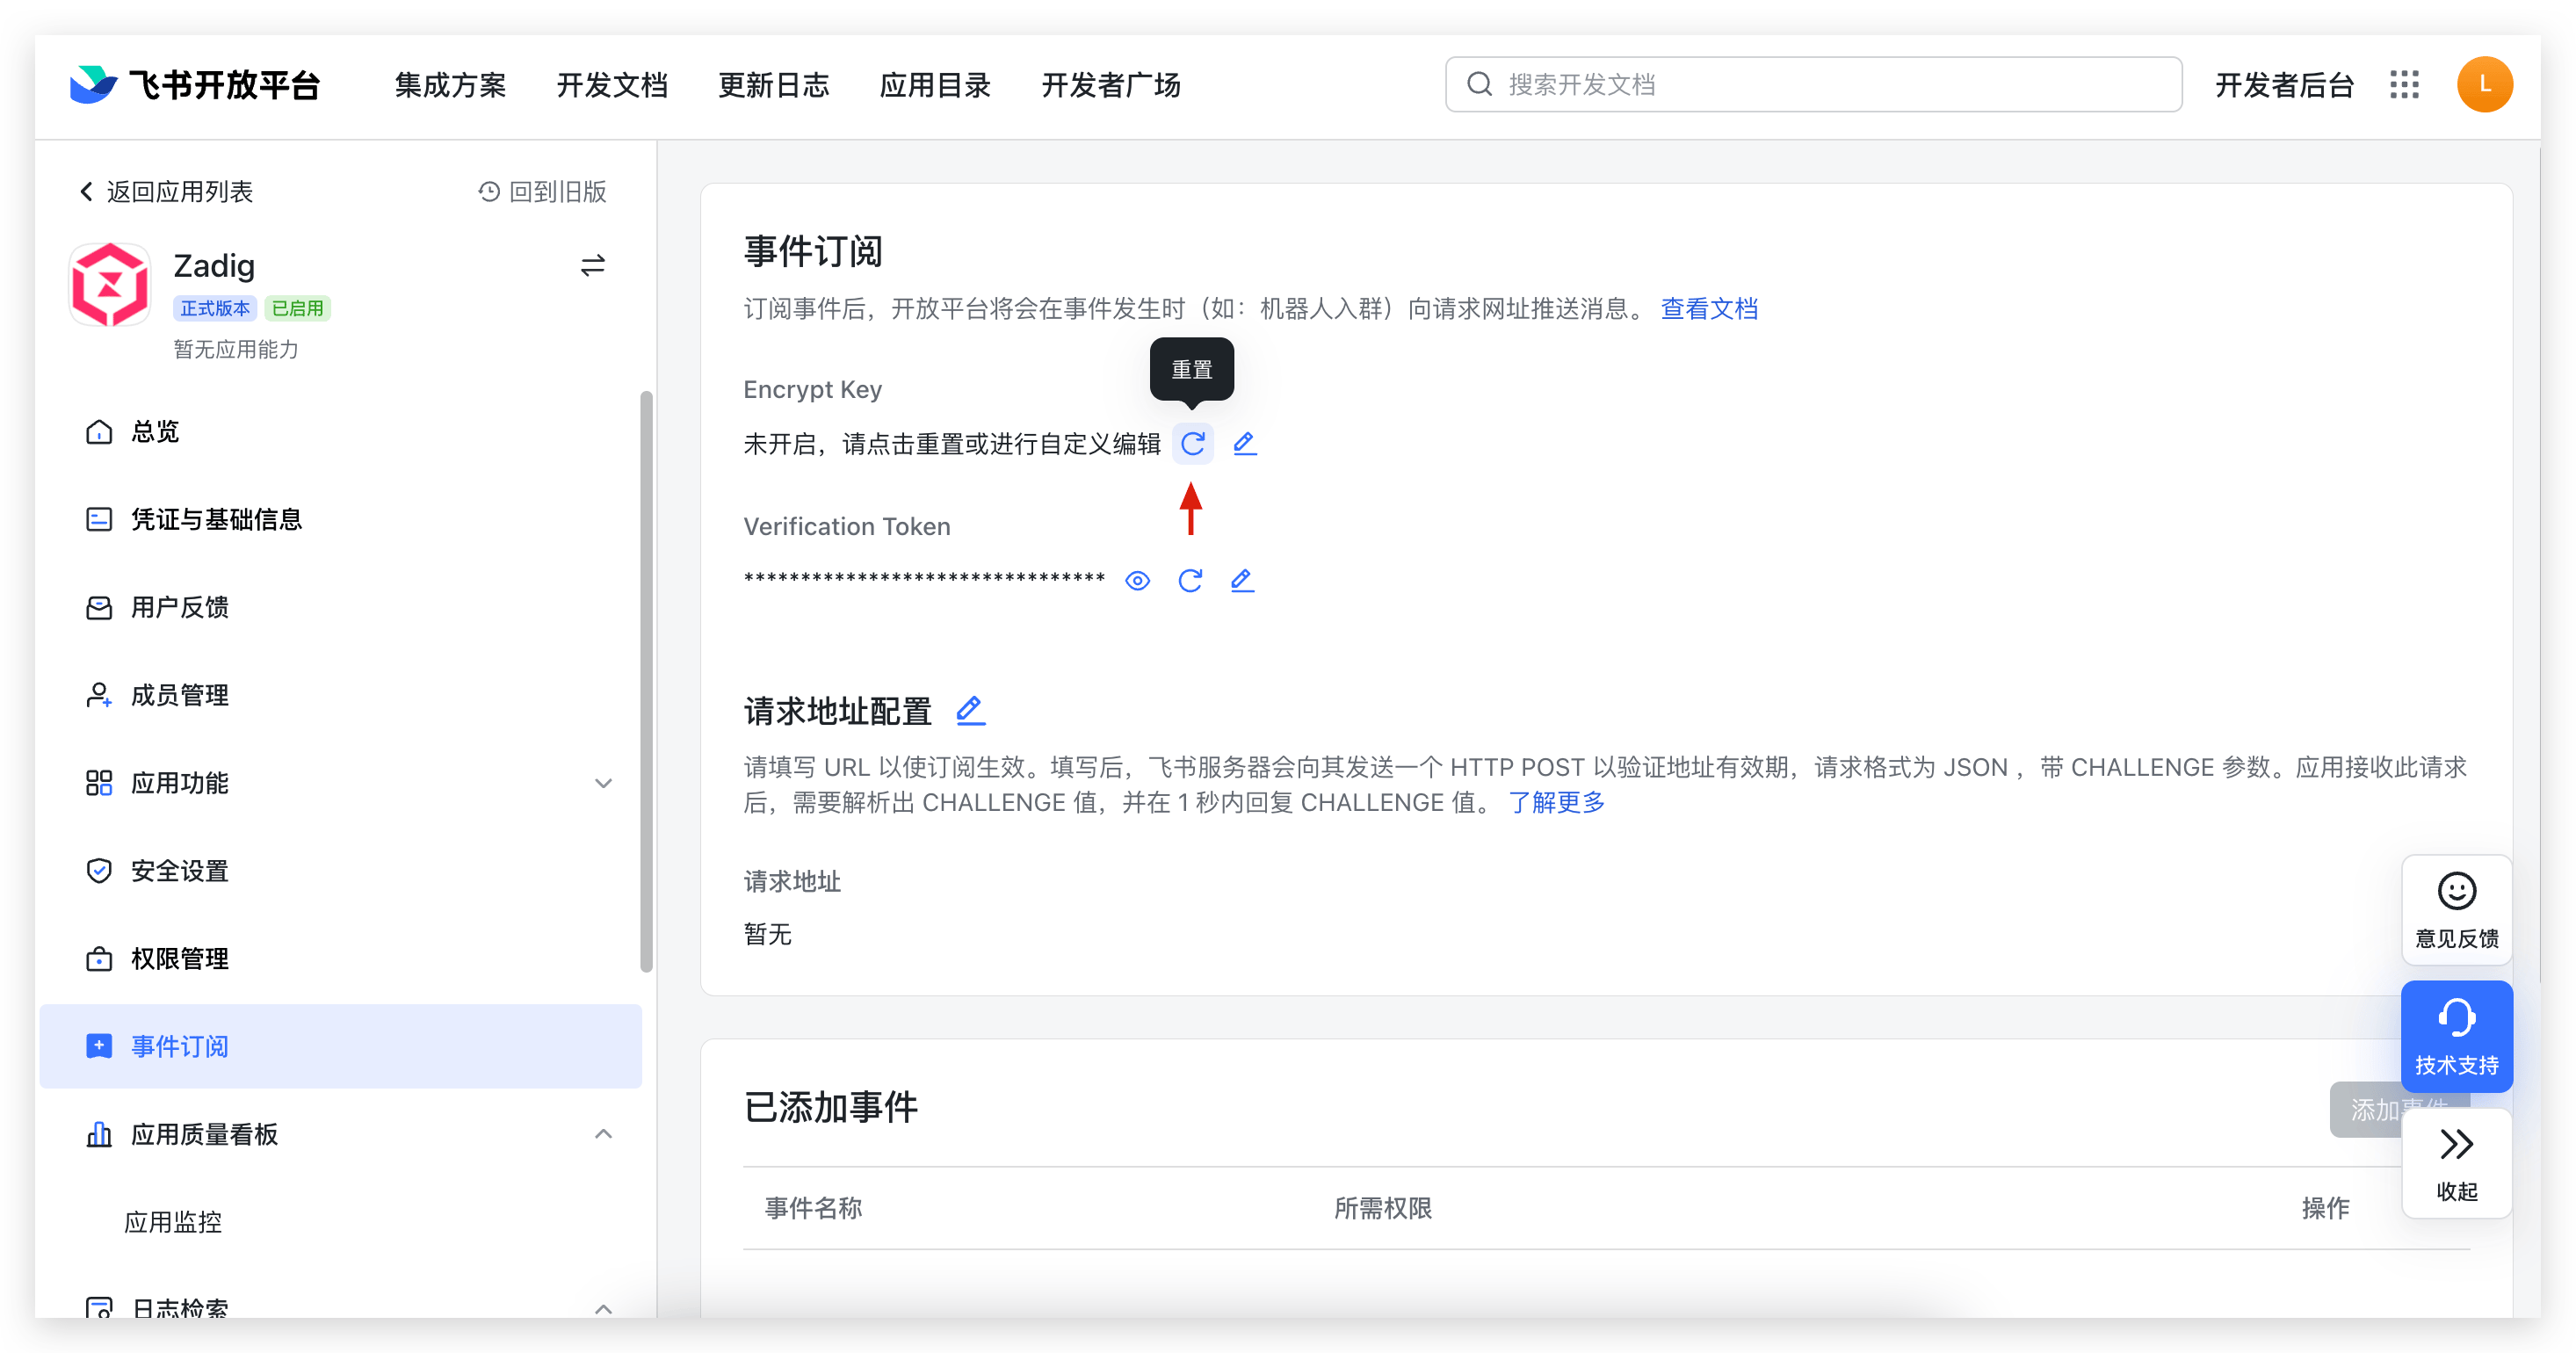 飞书开放平台
集成方案
开发文档
更新日志
应用目录
开发者广场
搜索开发文档
开发者后台
L
返回应用列表
回到旧版
Zadig
正式版本
已启用
暂无应用能力
总览
凭证与基础信息
用户反馈
成员管理
应用功能
安全设置
权限管理
事件订阅
应用质量看板
应用监控
日志检索
事件订阅
订阅事件后，开放平台将会在事件发生时（如：机器人入群）向请求网址推送消息。 查看文档
重置
Encrypt Key
未开启，请点击重置或进行自定义编辑
Verification Token
********************************
请求地址配置
请填写 URL 以使订阅生效。填写后，飞书服务器会向其发送一个 HTTP POST 以验证地址有效期，请求格式为 JSON ，带 CHALLENGE 参数。应用接收此请求
后，需要解析出 CHALLENGE 值，并在 1 秒内回复 CHALLENGE 值。 了解更多
请求地址
暂无
已添加事件
添加事件
事件名称
所需权限
操作
意见反馈
技术支持
收起